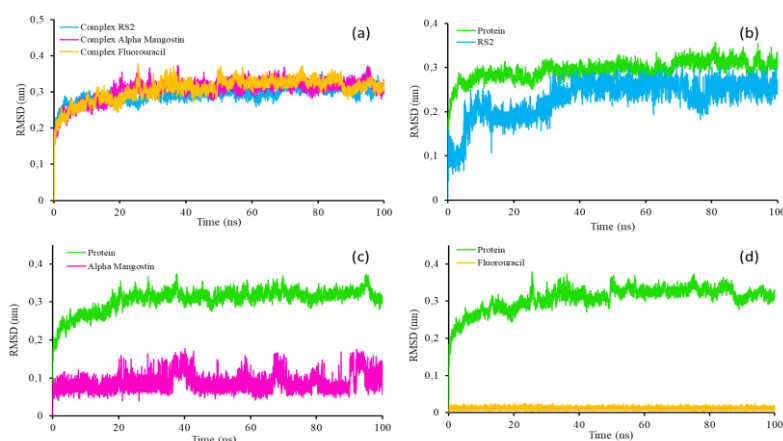 0,5
0,4
0,3
0,2
0,1
0
RMSD (nm)
Complex RS2
Complex Alpha Mangostin
Complex Fluorouracil
(a)
0 20 40 60 80 100
Time (ns)
0,4
0,3
0,2
0,1
0
RMSD (nm)
Protein
RS2
(b)
0 20 40 60 80 100
Time (ns)
0,4
0,3
0,2
0,1
0
RMSD (nm)
Protein
Alpha Mangostin
(c)
0 20 40 60 80 100
Time (ns)
0,4
0,3
0,2
0,1
0
RMSD (nm)
Protein
Fluorouracil
(d)
0 20 40 60 80 100
Time (ns)